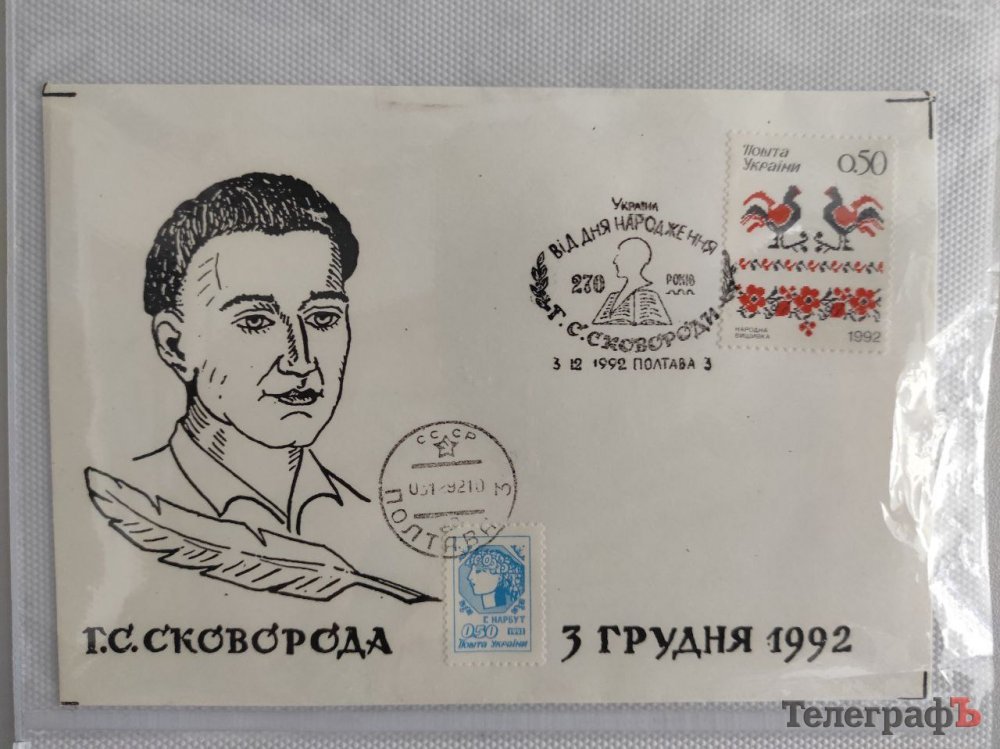 Пошта
України
0.50
НАРОДНА
ВИШИВКА
1992
Україна
ВІД ДНЯ НАРОДЖЕННЯ
270 РОКІВ
Г. С. СКОВОРОДИ
3 12 1992 ПОЛТАВА 3
СССР
ПОЛТАВА 3
Г. НАРБУТ
0.50 1992
Пошта України
Г.С.СКОВОРОДА
3 ГРУДНЯ 1992
ТелеграфЪ